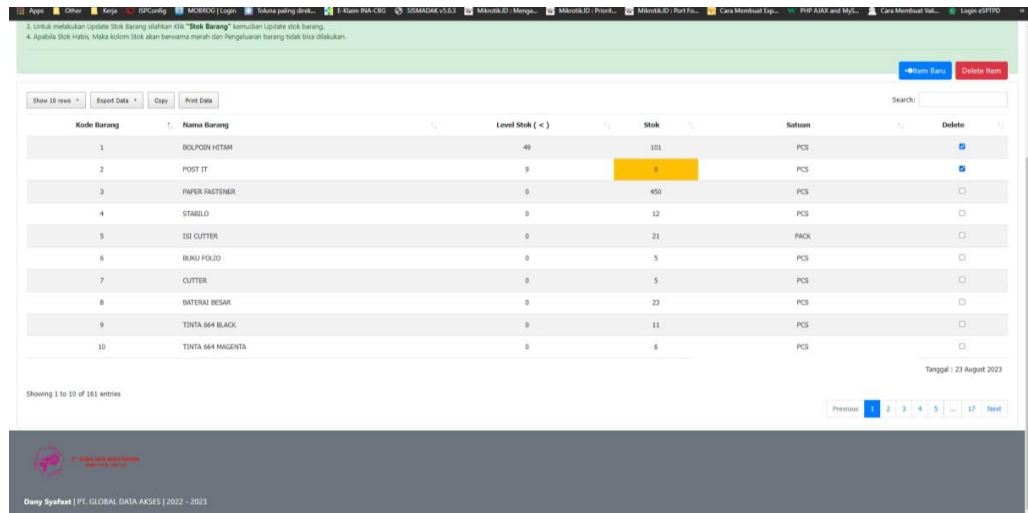 Apps Other Kerja ISPConfig MOBROG | Login Toluna paling direk... E-Klaim INA-CBG SISMADAK v5.0.3 Mikrotik.ID : Menga... Mikrotik.ID : Priorit... Mikrotik.ID : Port Fo... Cara Membuat Exp... PHP AJAX and MyS... Cara Membuat Vali... Login eSPTPD »
3. Untuk melakukan Update Stok Barang silahkan Klik "Stok Barang" kemudian Update stok barang.
4. Apabila Stok Habis, Maka kolom Stok akan berwarna merah dan Pengeluaran barang tidak bisa dilakukan.
Item Baru Delete Item
Show 10 rows Export Data Copy Print Data Search:
Kode Barang Nama Barang Level Stok ( < ) Stok Satuan Delete
1 BOLPOIN HITAM 49 101 PCS
2 POST IT 9 0 PCS
3 PAPER FASTENER 0 450 PCS
4 STABILO 0 12 PCS
5 ISI CUTTER 0 21 PACK
6 BUKU FOLIO 0 5 PCS
7 CUTTER 0 5 PCS
8 BATERAI BESAR 0 23 PCS
9 TINTA 664 BLACK 0 11 PCS
10 TINTA 664 MAGENTA 0 6 PCS
Tanggal : 23 August 2023
Showing 1 to 10 of 161 entries
Previous 1 2 3 4 5 ... 17 Next
Dany Syafaat | PT. GLOBAL DATA AKSES | 2022 - 2023